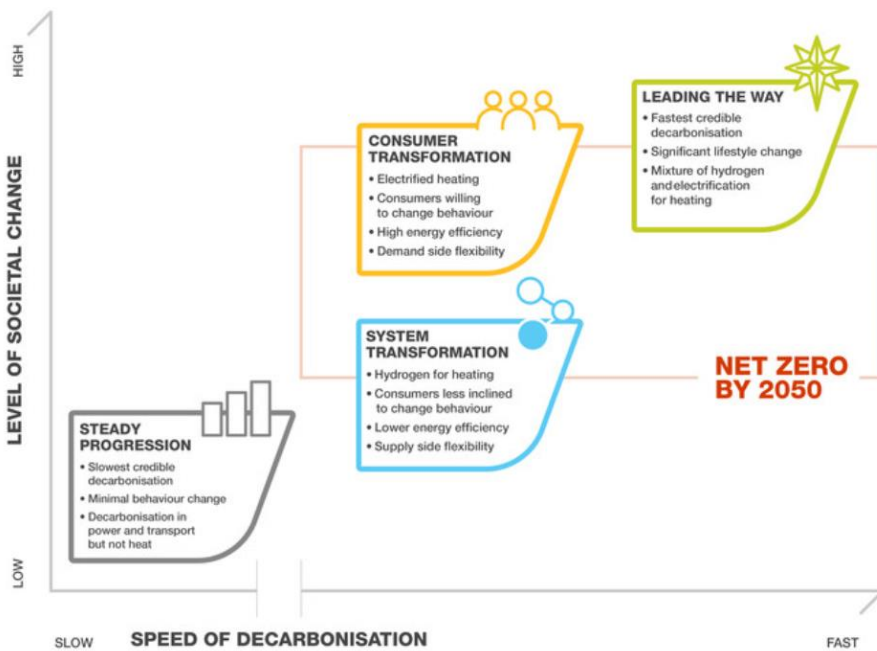 HIGH
LEVEL OF SOCIETAL CHANGE
LOW
LEADING THE WAY
• Fastest credible
decarbonisation
• Significant lifestyle change
• Mixture of hydrogen
and electrification
for heating
CONSUMER
TRANSFORMATION
• Electrified heating
• Consumers willing
to change behaviour
• High energy efficiency
• Demand side flexibility
SYSTEM
TRANSFORMATION
• Hydrogen for heating
• Consumers less inclined
to change behaviour
• Lower energy efficiency
• Supply side flexibility
NET ZERO
BY 2050
STEADY
PROGRESSION
• Slowest credible
decarbonisation
• Minimal behaviour change
• Decarbonisation in
power and transport
but not heat
SLOW
SPEED OF DECARBONISATION
FAST